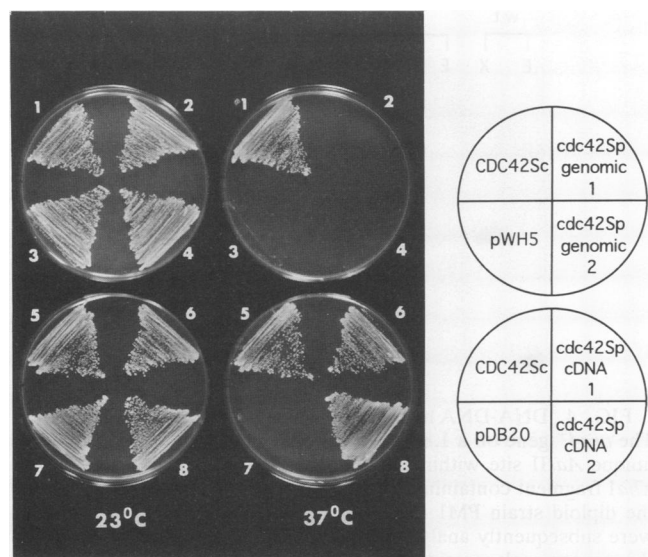 1 2 1 2
3 4 3 4
5 6 5 6
7 8 7 8
23°C 37°C
CDC42Sc cdc42Sp
genomic
1
pWH5 cdc42Sp
genomic
2
CDC42Sc cdc42Sp
cDNA
1
pDB20 cdc42Sp
cDNA
2